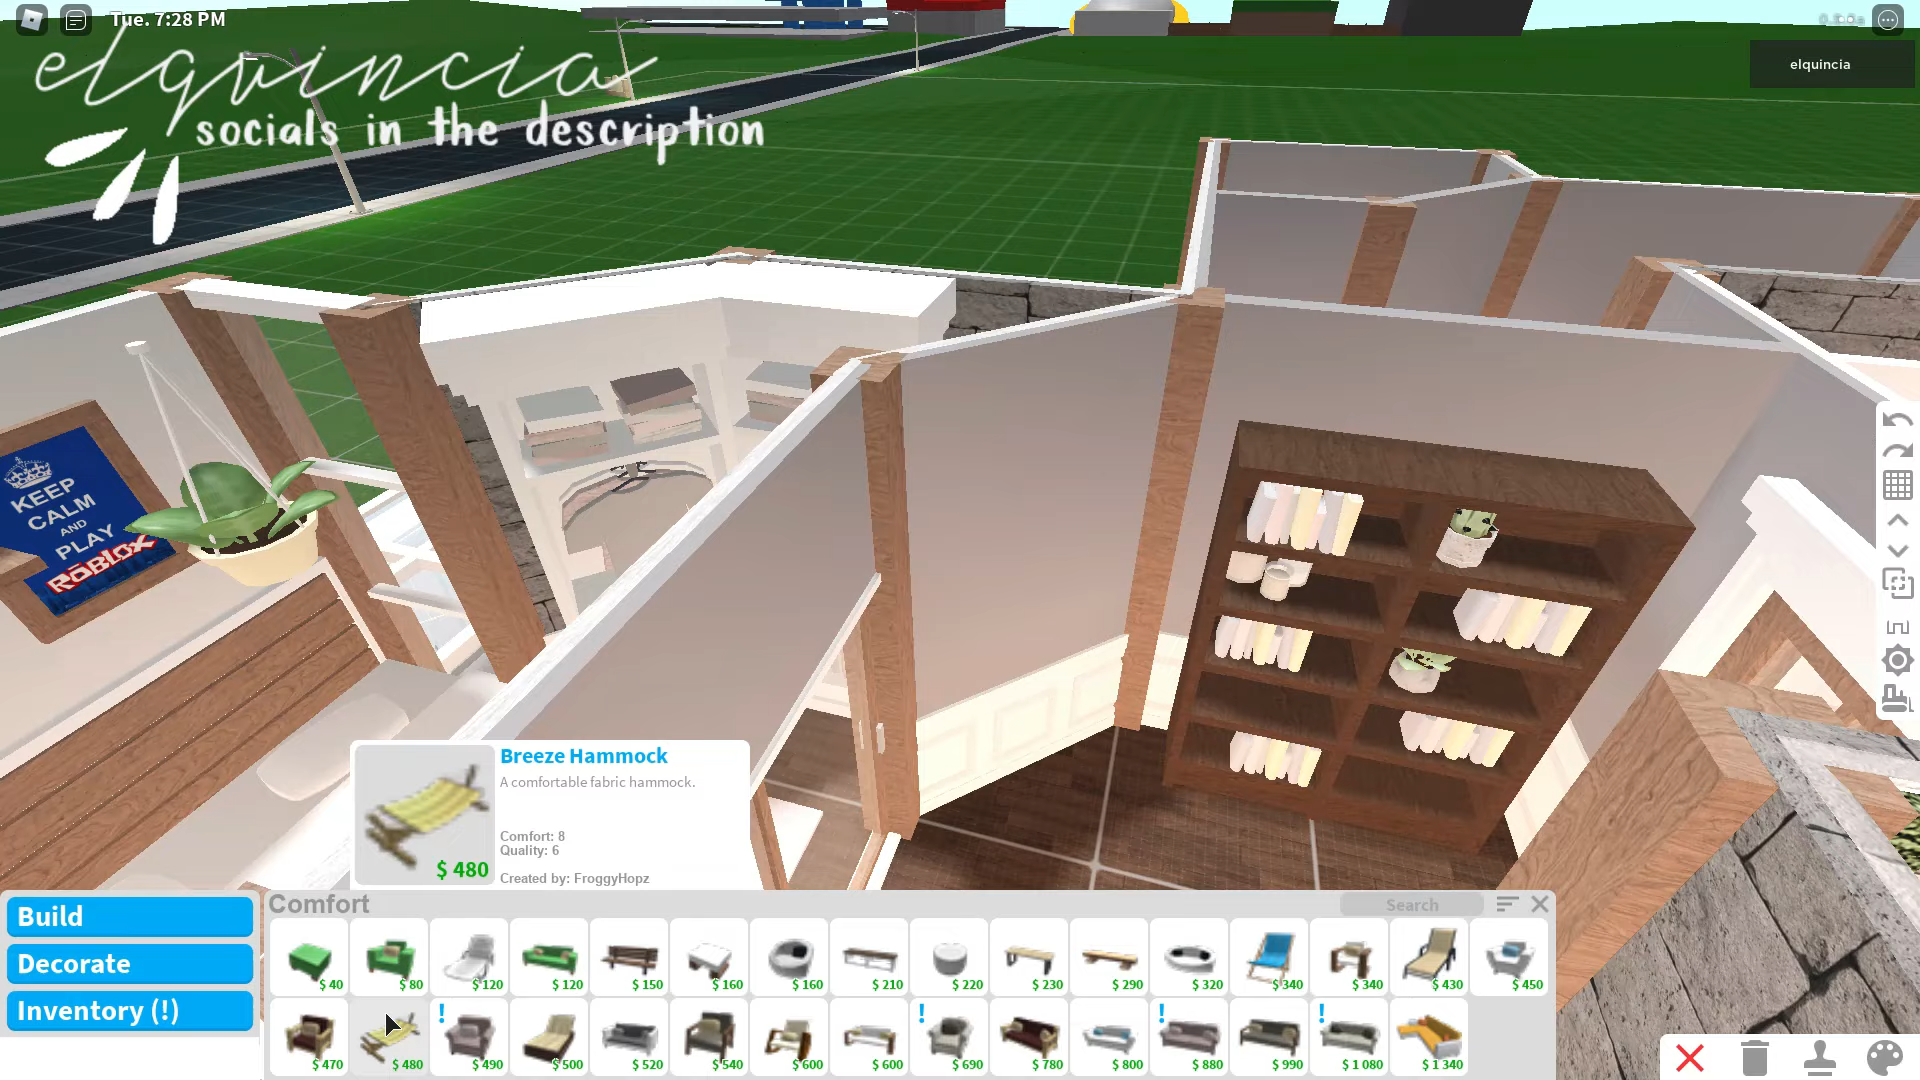 Tue. 7:28 PM
elquincia
socials in the description
elquincia
KEEP
CALM
AND
PLAY
ROBLOX
Breeze Hammock
A comfortable fabric hammock.
Comfort: 8
Quality: 6
$ 480
Created by: FroggyHopz
Build
Decorate
Inventory (!)
Comfort
Search
$ 40
$ 80
$ 120
$ 120
$ 150
$ 160
$ 160
$ 210
$ 220
$ 230
$ 290
$ 320
$ 340
$ 340
$ 430
$ 450
$ 470
$ 480
! $ 490
$ 500
$ 520
$ 540
$ 600
$ 600
! $ 690
$ 780
$ 800
! $ 880
$ 990
! $ 1 080
$ 1 340